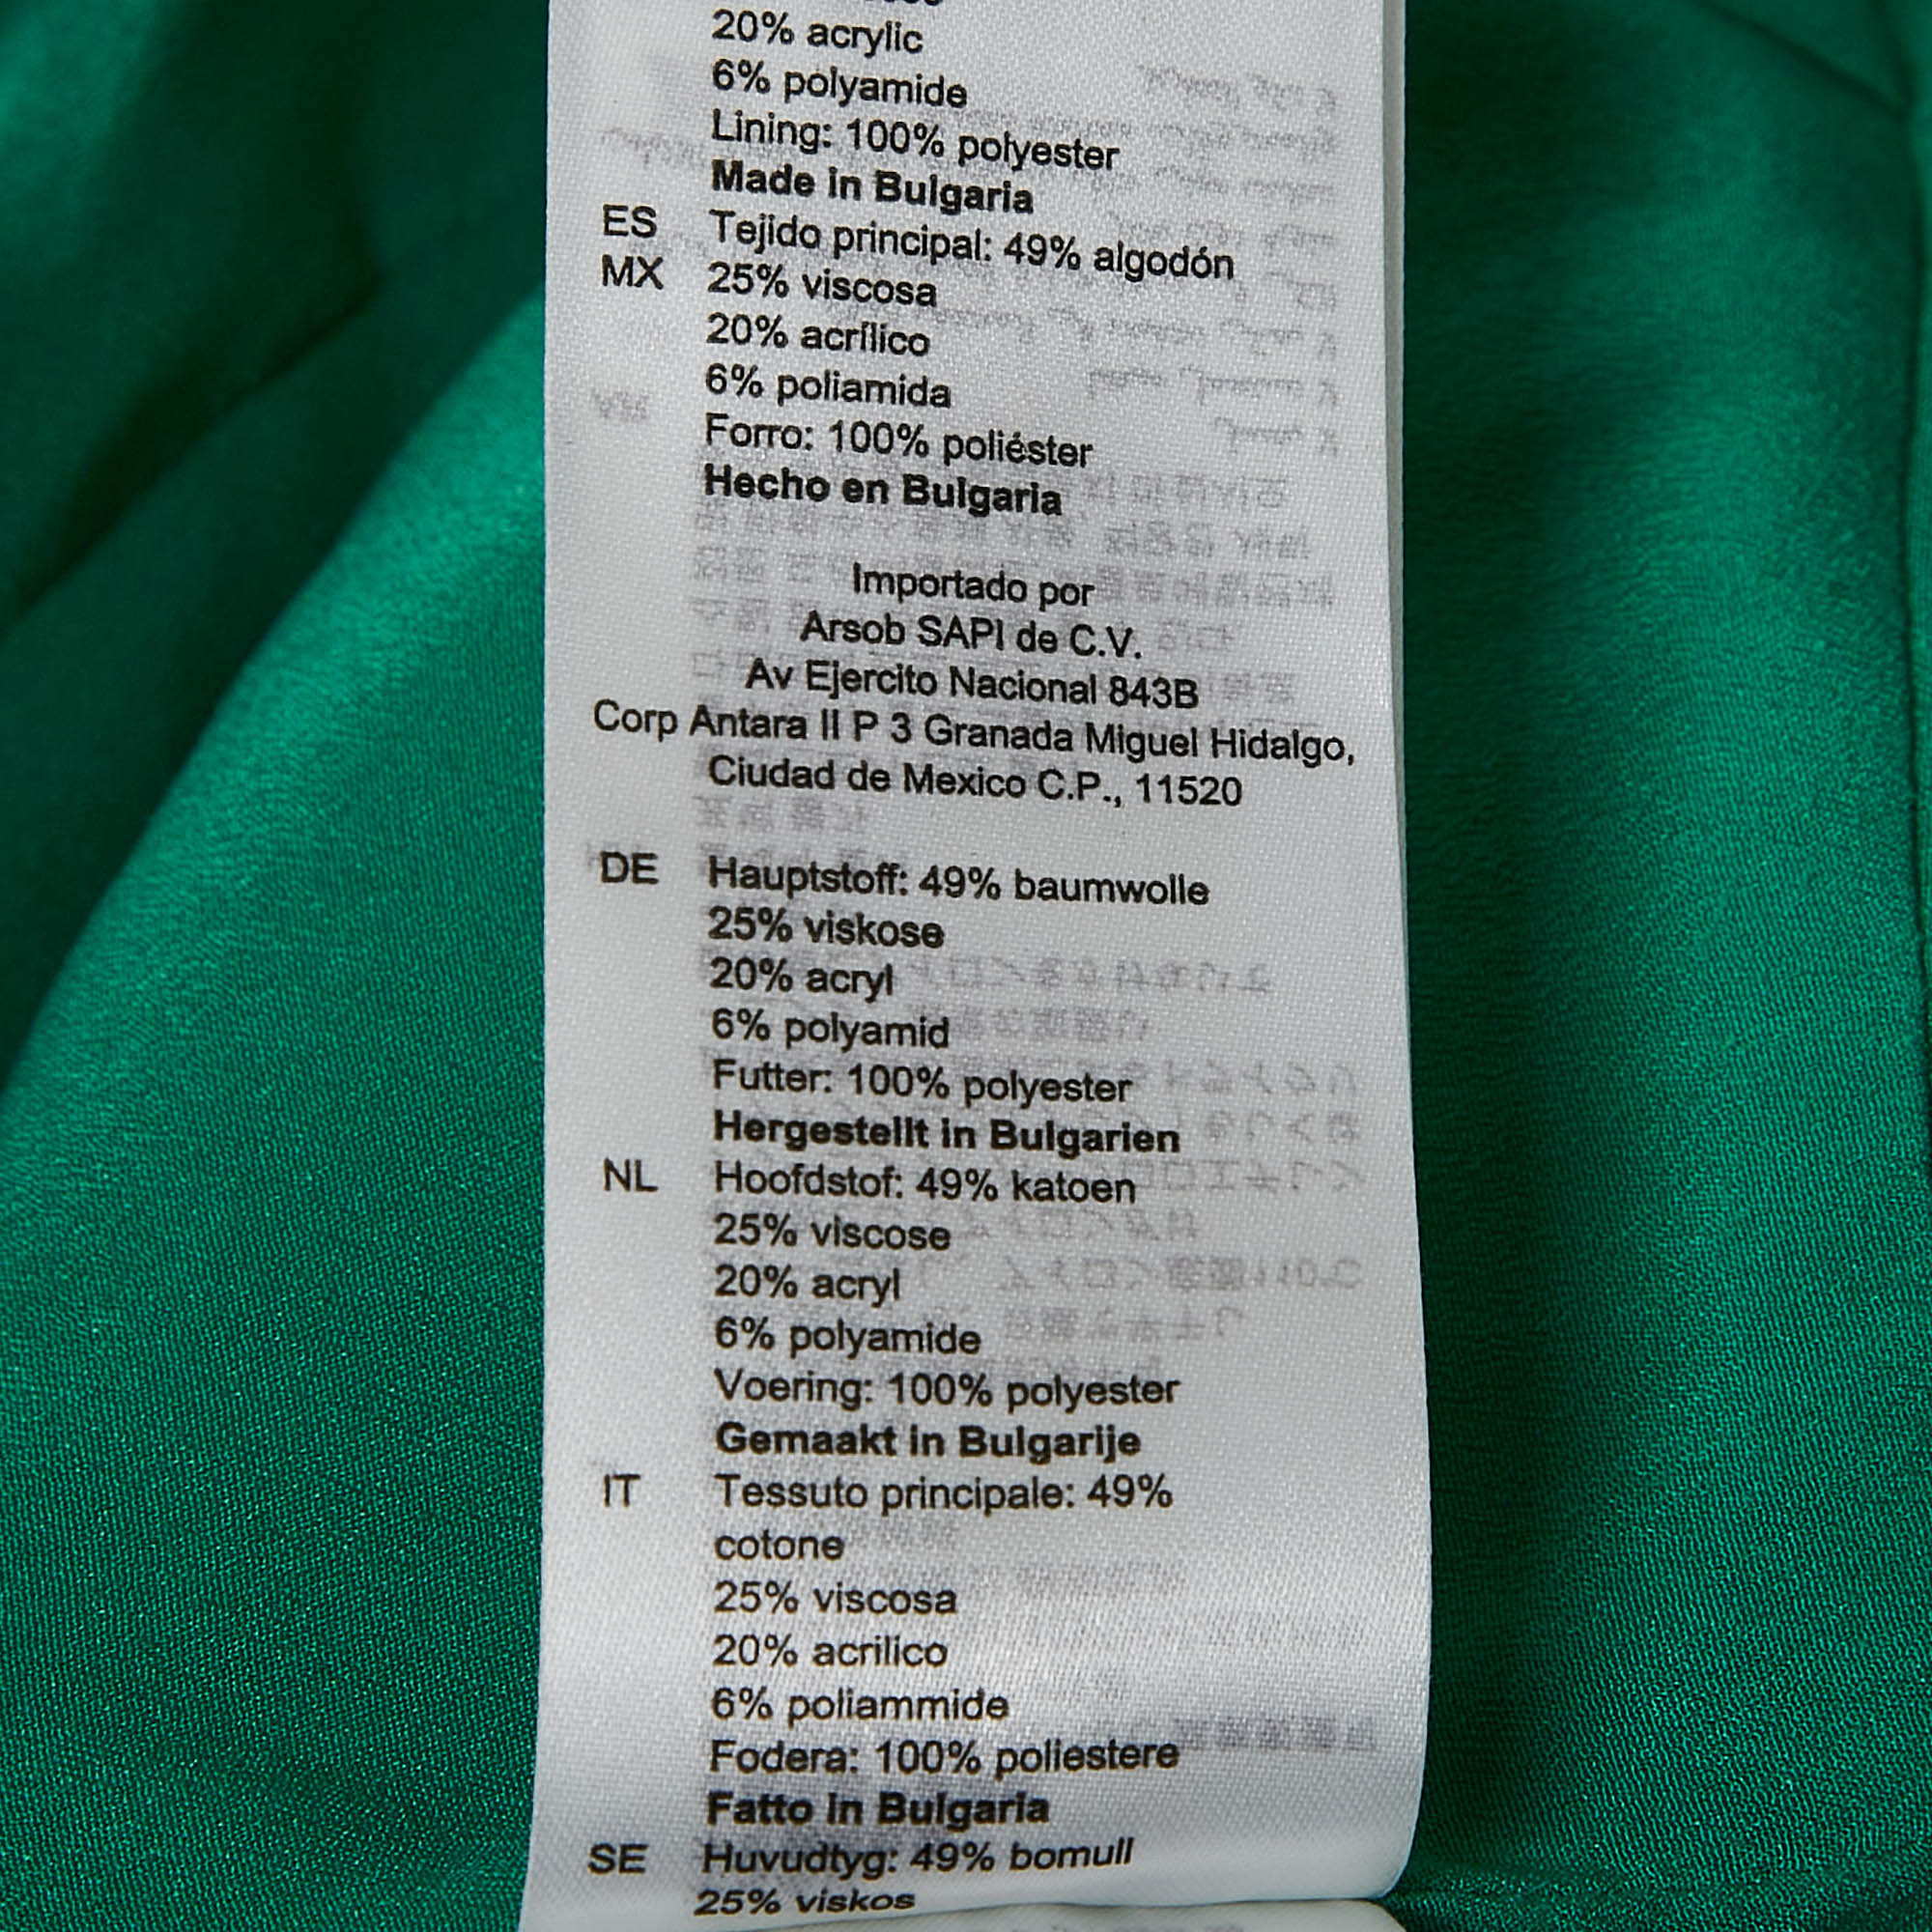 20% acrylic
6% polyamide
Lining: 100% polyester
Made in Bulgaria
ES Tejido principal: 49% algodón
MX 25% viscosa
20% acrílico
6% poliamida
Forro: 100% poliéster
Hecho en Bulgaria
Importado por
Arsob SAPI de C.V.
Av Ejercito Nacional 843B
Corp Antara II P 3 Granada Miguel Hidalgo,
Ciudad de Mexico C.P., 11520
DE Hauptstoff: 49% baumwolle
25% viskose
20% acryl
6% polyamid
Futter: 100% polyester
Hergestellt in Bulgarien
NL Hoofdstof: 49% katoen
25% viscose
20% acryl
6% polyamide
Voering: 100% polyester
Gemaakt in Bulgarije
IT Tessuto principale: 49%
cotone
25% viscosa
20% acrilico
6% poliammide
Fodera: 100% poliestere
Fatto in Bulgaria
SE Huvudtyg: 49% bomull
25% viskos